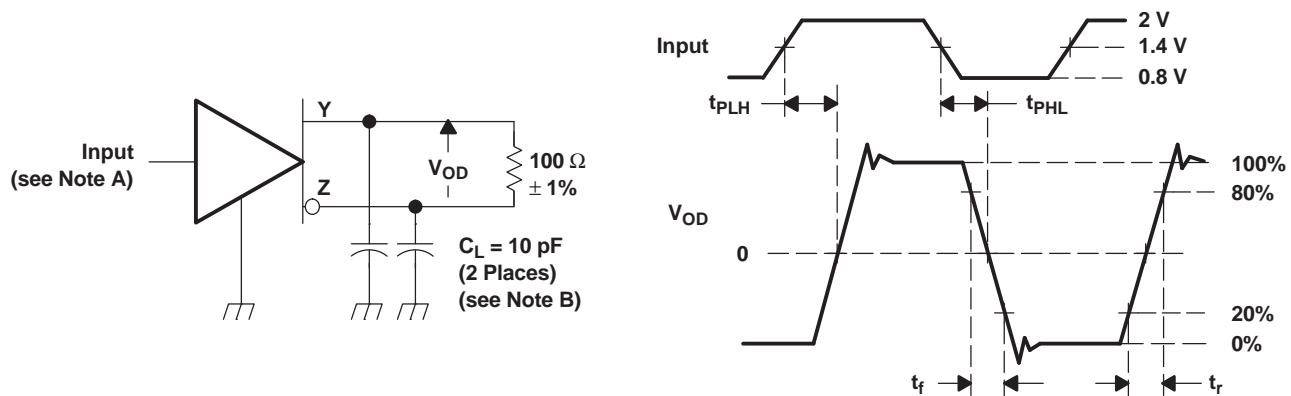 Input
(see Note A)
Y
Z
V_OD
100 Ω
± 1%
C_L = 10 pF
(2 Places)
(see Note B)
Input
2 V
1.4 V
0.8 V
t_PLH
t_PHL
V_OD
100%
80%
0
20%
0%
t_f
t_r